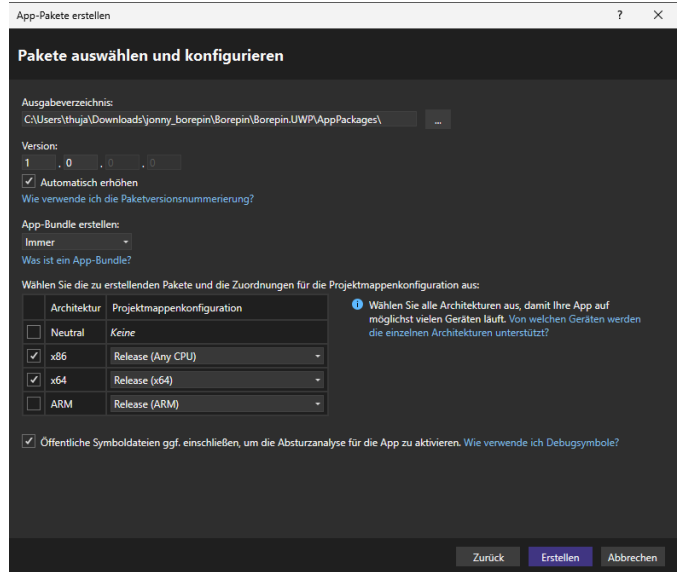 App-Pakete erstellen
?
Pakete auswählen und konfigurieren
Ausgabeverzeichnis:
C:\Users\thuja\Downloads\jonny_borepin\Borepin\Borepin.UWP\AppPackages\
...
Version:
1 . 0 . 0 . 0
Automatisch erhöhen
Wie verwende ich die Paketversionsnummerierung?
App-Bundle erstellen:
Immer
Was ist ein App-Bundle?
Wählen Sie die zu erstellenden Pakete und die Zuordnungen für die Projektmappenkonfiguration aus:
Architektur Projektmappenkonfiguration
Neutral Keine
x86 Release (Any CPU)
x64 Release (x64)
ARM Release (ARM)
Wählen Sie alle Architekturen aus, damit Ihre App auf
möglichst vielen Geräten läuft. Von welchen Geräten werden
die einzelnen Architekturen unterstützt?
Öffentliche Symboldateien ggf. einschließen, um die Absturzanalyse für die App zu aktivieren. Wie verwende ich Debugsymbole?
Zurück Erstellen Abbrechen